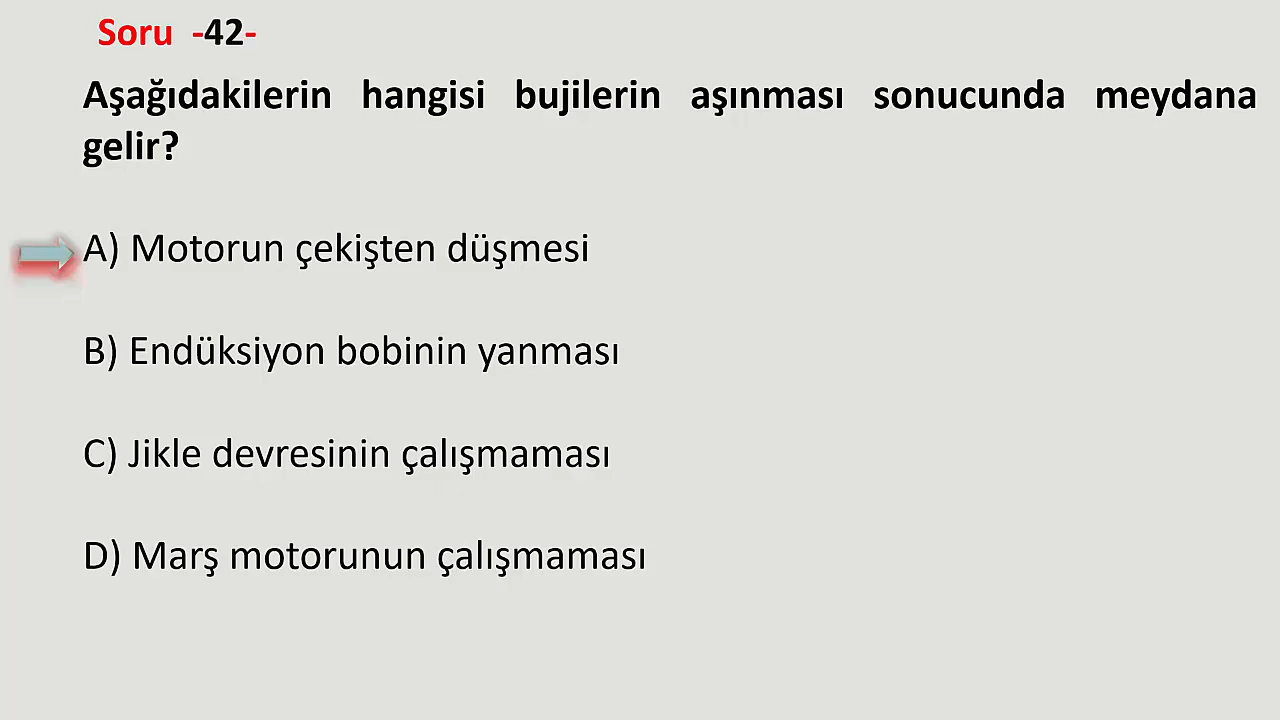 Soru -42-
Aşağıdakilerin hangisi bujilerin aşınması sonucunda meydana
gelir?
A) Motorun çekişten düşmesi
B) Endüksiyon bobinin yanması
C) Jikle devresinin çalışmaması
D) Marş motorunun çalışmaması